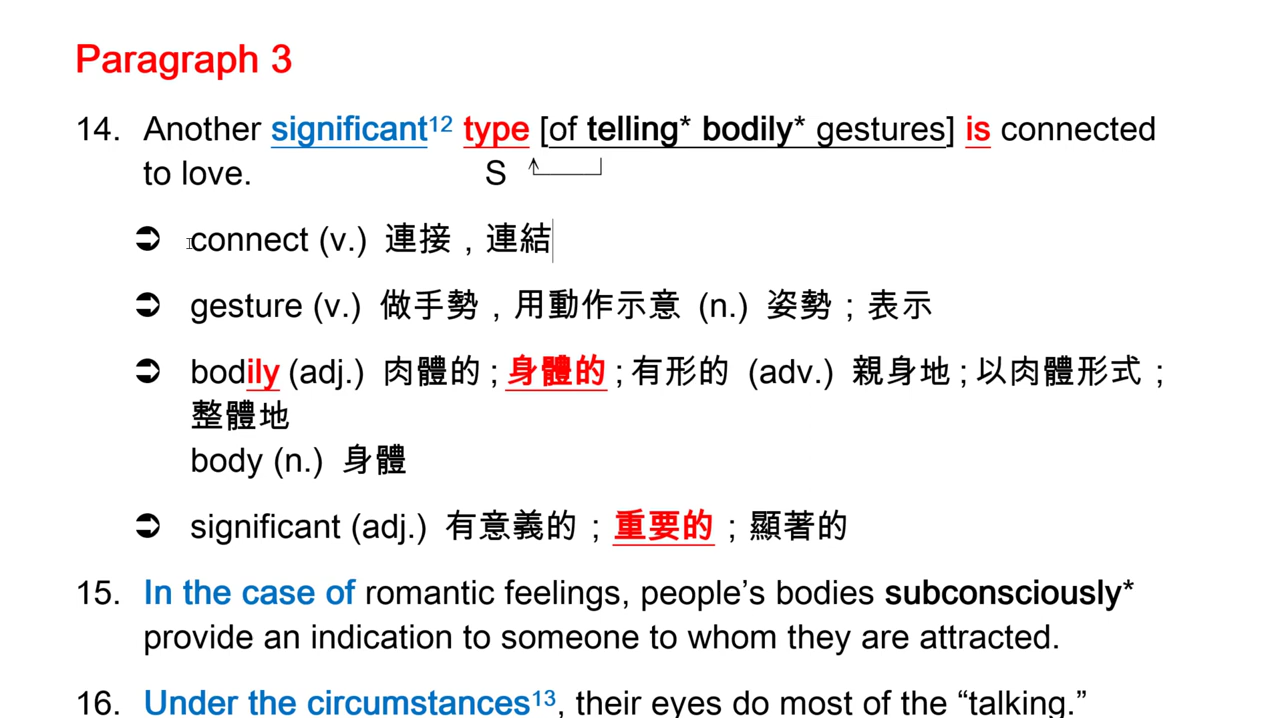 Paragraph 3
14. Another significant12 type [of telling* bodily* gestures] is connected
to love. S
➲ connect (v.) 連接，連結
➲ gesture (v.) 做手勢，用動作示意 (n.) 姿勢；表示
➲ bodily (adj.) 肉體的；身體的；有形的 (adv.) 親身地；以肉體形式；
整體地
body (n.) 身體
➲ significant (adj.) 有意義的；重要的；顯著的
15. In the case of romantic feelings, people’s bodies subconsciously*
provide an indication to someone to whom they are attracted.
16. Under the circumstances13, their eyes do most of the “talking.”